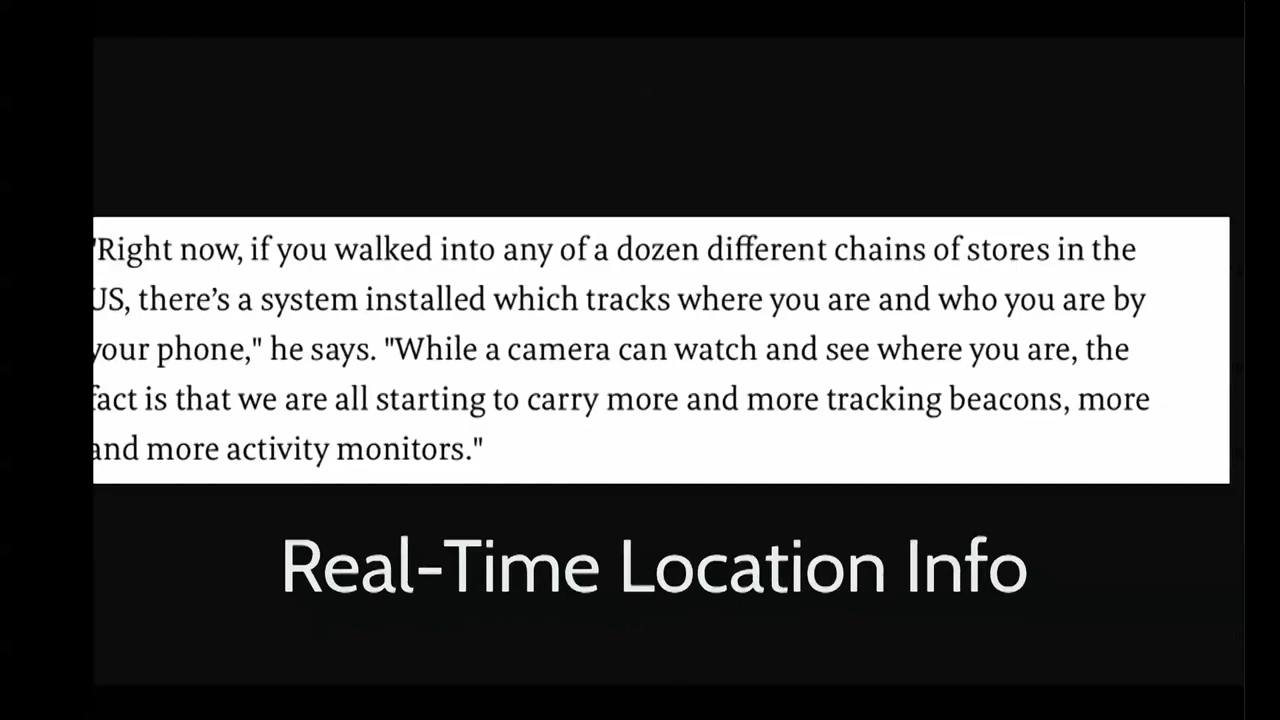 "Right now, if you walked into any of a dozen different chains of stores in the
US, there’s a system installed which tracks where you are and who you are by
your phone," he says. "While a camera can watch and see where you are, the
fact is that we are all starting to carry more and more tracking beacons, more
and more activity monitors."
Real-Time Location Info